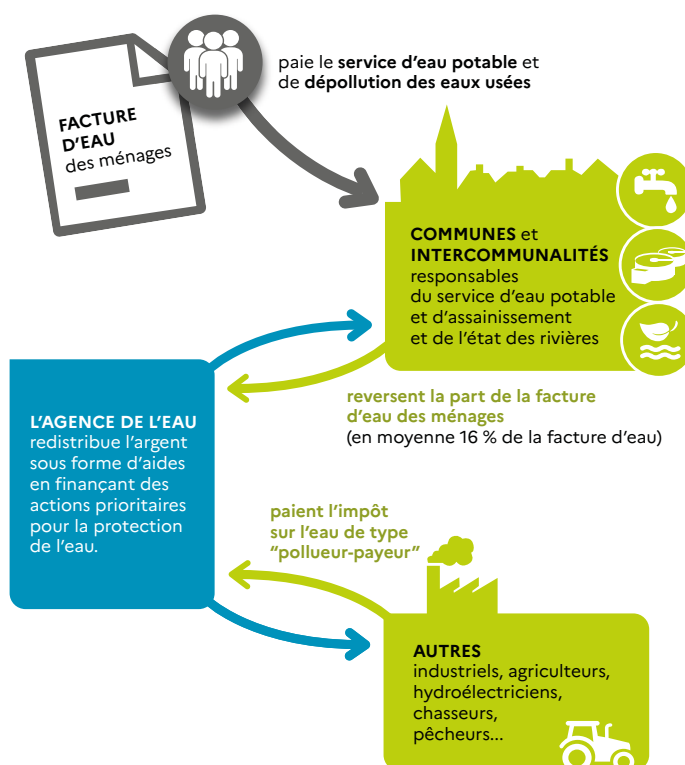 paie le service d'eau potable et
de dépollution des eaux usées
FACTURE
D'EAU
des ménages
COMMUNES et
INTERCOMMUNALITÉS
responsables
du service d'eau potable
et d'assainissement
et de l'état des rivières
reversent la part de la facture
d'eau des ménages
(en moyenne 16 % de la facture d'eau)
L'AGENCE DE L'EAU
redistribue l'argent
sous forme d'aides
en finançant des
actions prioritaires
pour la protection
de l'eau.
paient l'impôt
sur l'eau de type
“pollueur-payeur”
AUTRES
industriels, agriculteurs,
hydroélectriciens,
chasseurs,
pêcheurs...